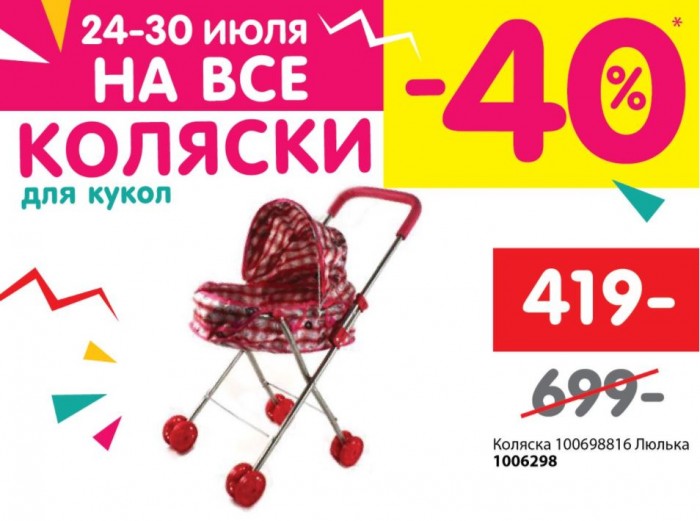 24-30 ИЮЛЯ
НА ВСЕ
КОЛЯСКИ
для кукол
-40%*
419-
699-
Коляска 100698816 Люлька
1006298